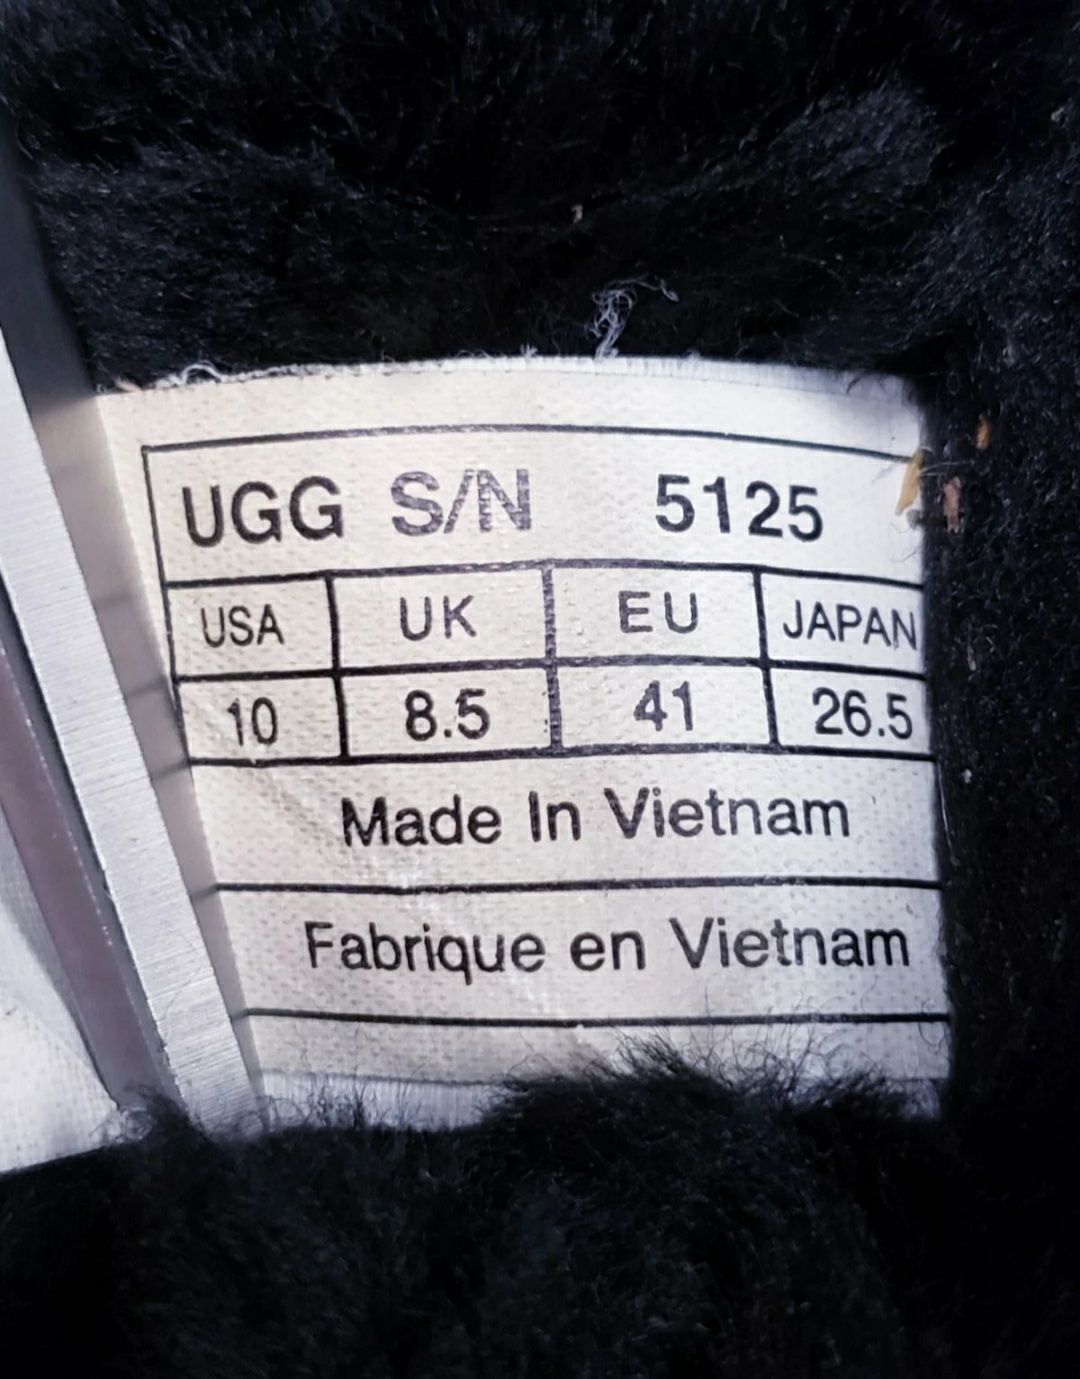 UGG S/N 5125
USA UK EU JAPAN
10 8.5 41 26.5
Made In Vietnam
Fabrique en Vietnam